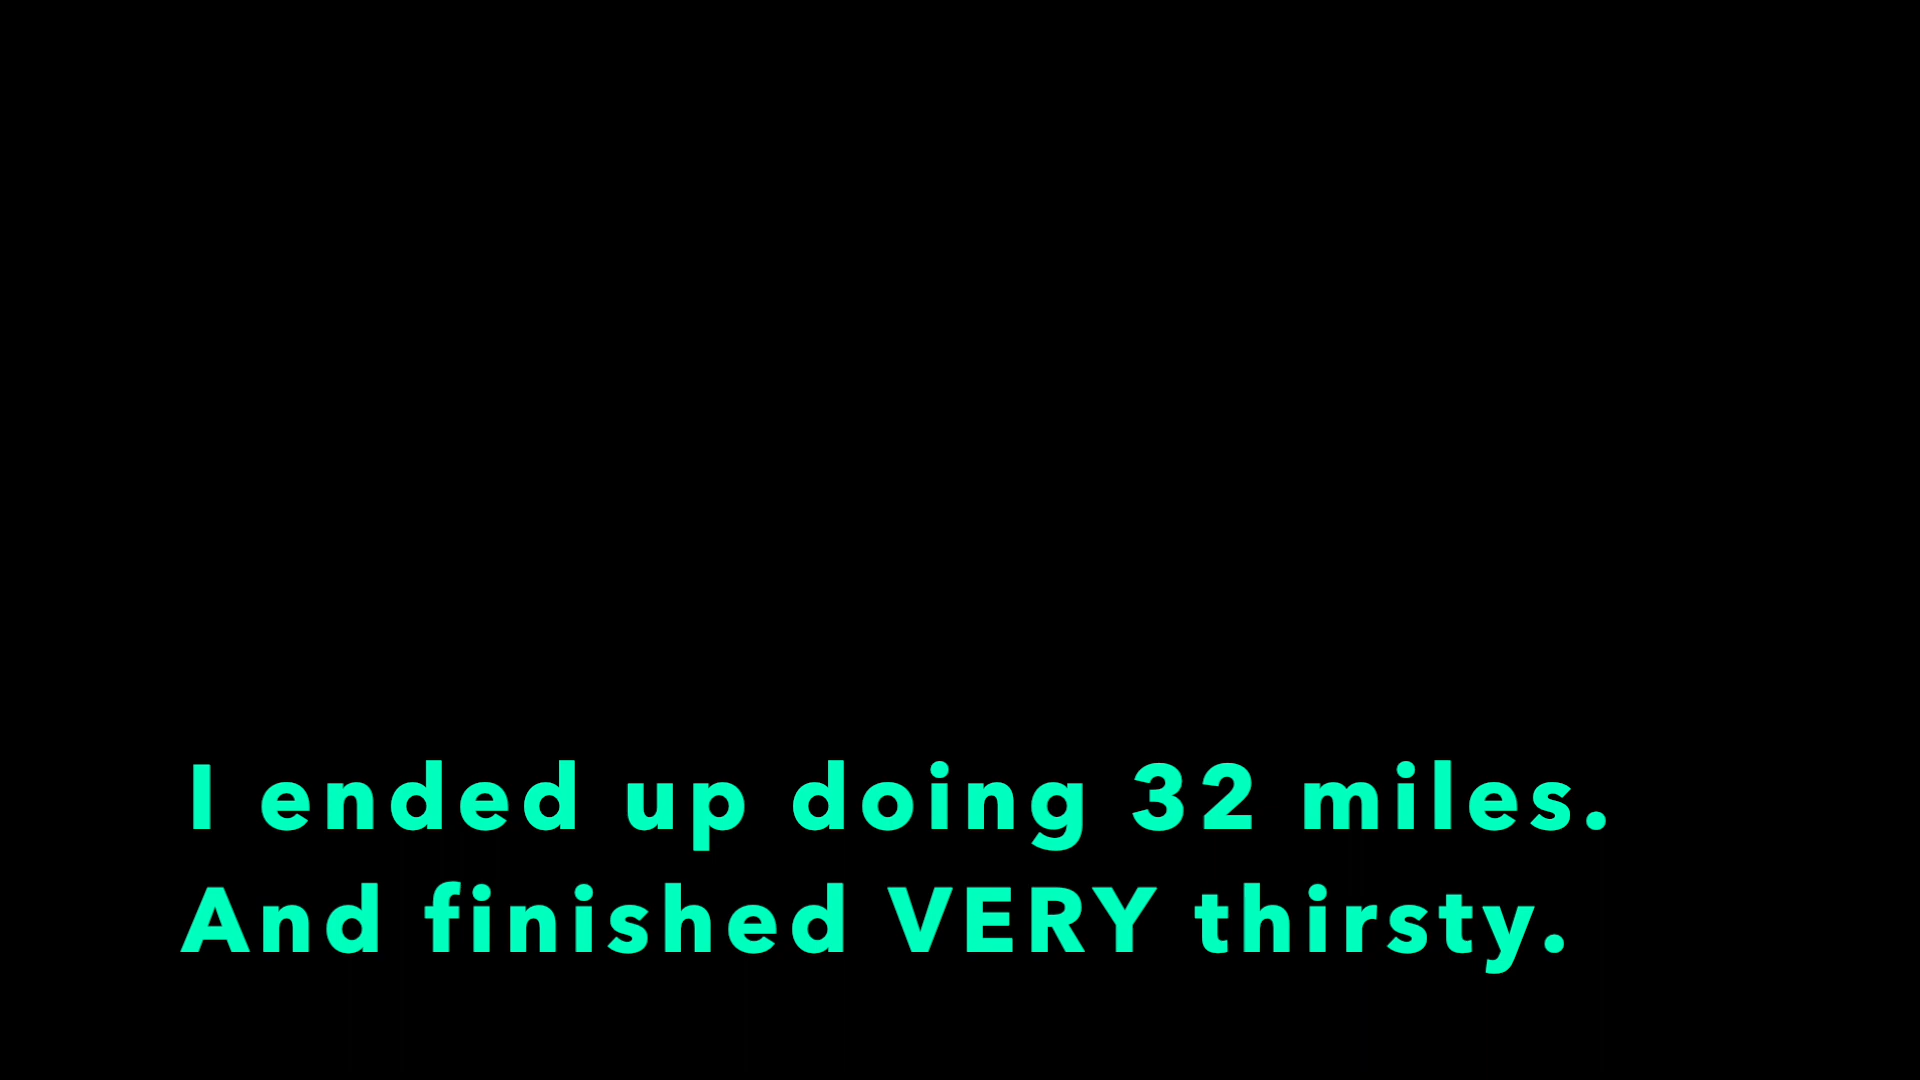 I ended up doing 32 miles.
And finished VERY thirsty.